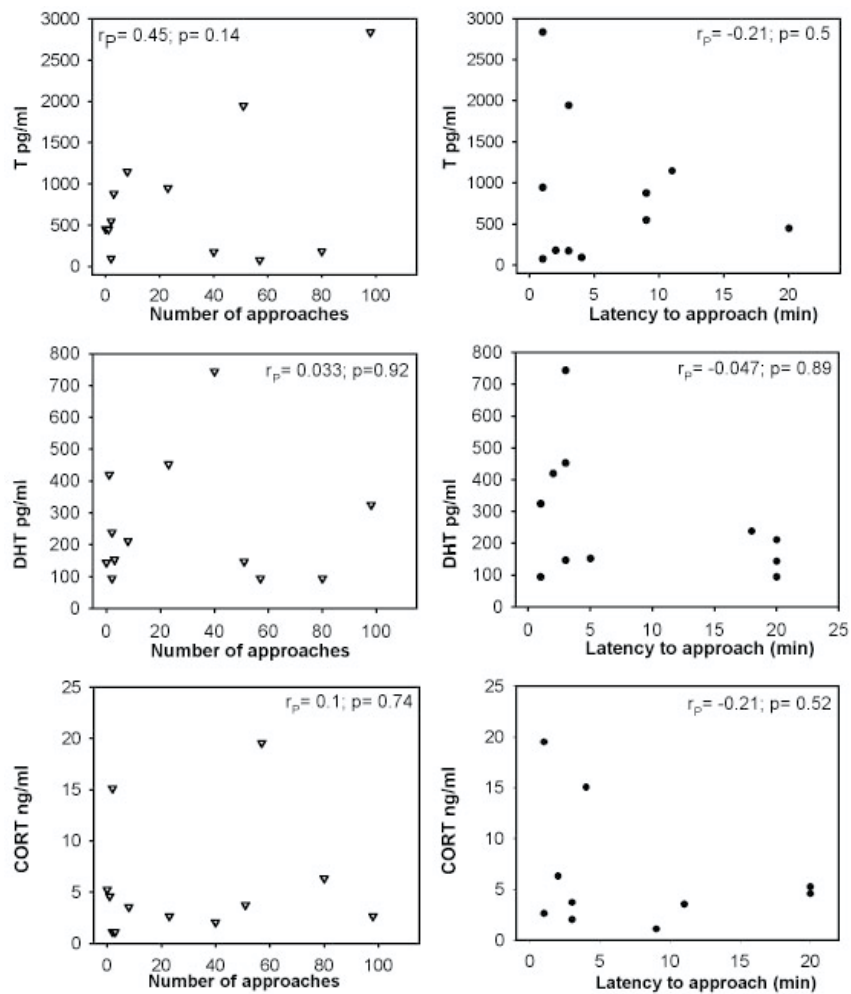 3000
2500
2000
1500
1000
500
0
T pg/ml
rP= 0.45; p= 0.14
0 20 40 60 80 100
Number of approaches
3000
2500
2000
1500
1000
500
0
T pg/ml
rP= -0.21; p= 0.5
0 5 10 15 20
Latency to approach (min)
800
700
600
500
400
300
200
100
0
DHT pg/ml
rP= 0.033; p=0.92
0 20 40 60 80 100
Number of approaches
800
700
600
500
400
300
200
100
0
DHT pg/ml
rP= -0.047; p= 0.89
0 5 10 15 20 25
Latency to approach (min)
25
20
15
10
5
0
CORT ng/ml
rP= 0.1; p= 0.74
0 20 40 60 80 100
Number of approaches
25
20
15
10
5
0
CORT ng/ml
rP= -0.21; p= 0.52
0 5 10 15 20
Latency to approach (min)